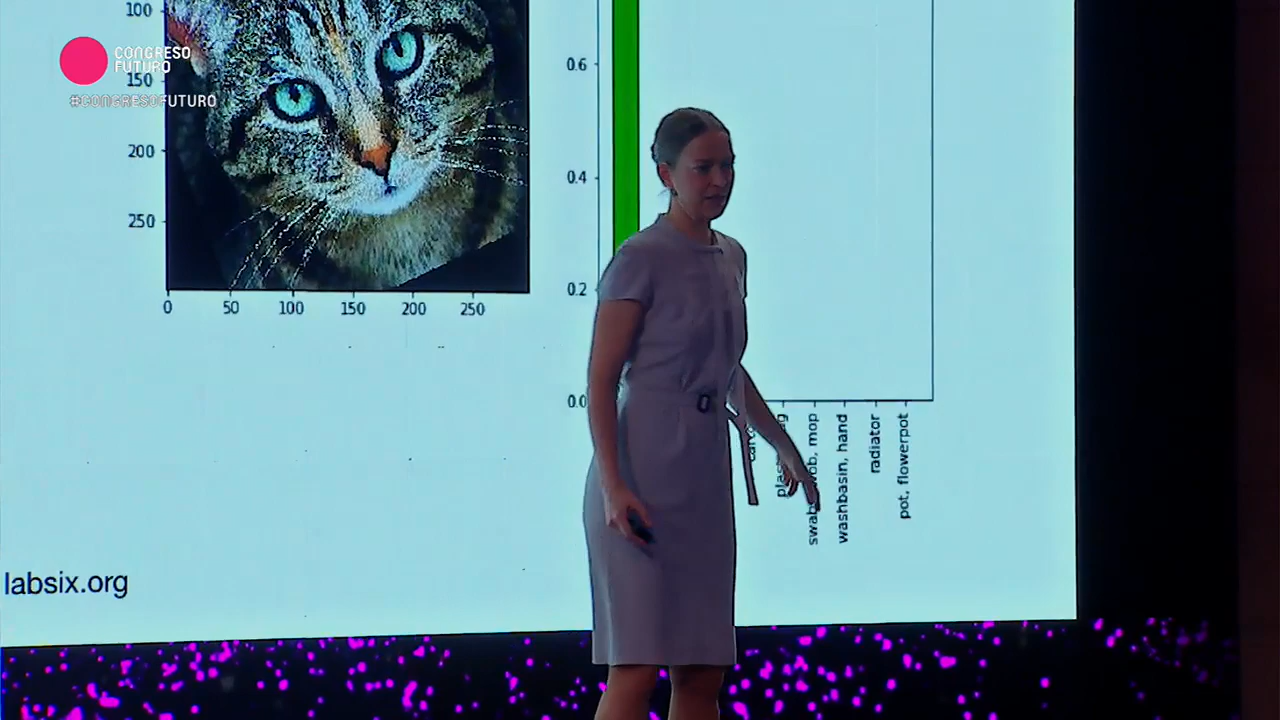 CONGRESO
FUTURO
#CONGRESOFUTURO
100
150
200
250
0
50
100
150
200
250
0.6
0.4
0.2
0.0
swab, mop
washbasin, hand
radiator
pot, flowerpot
labsix.org